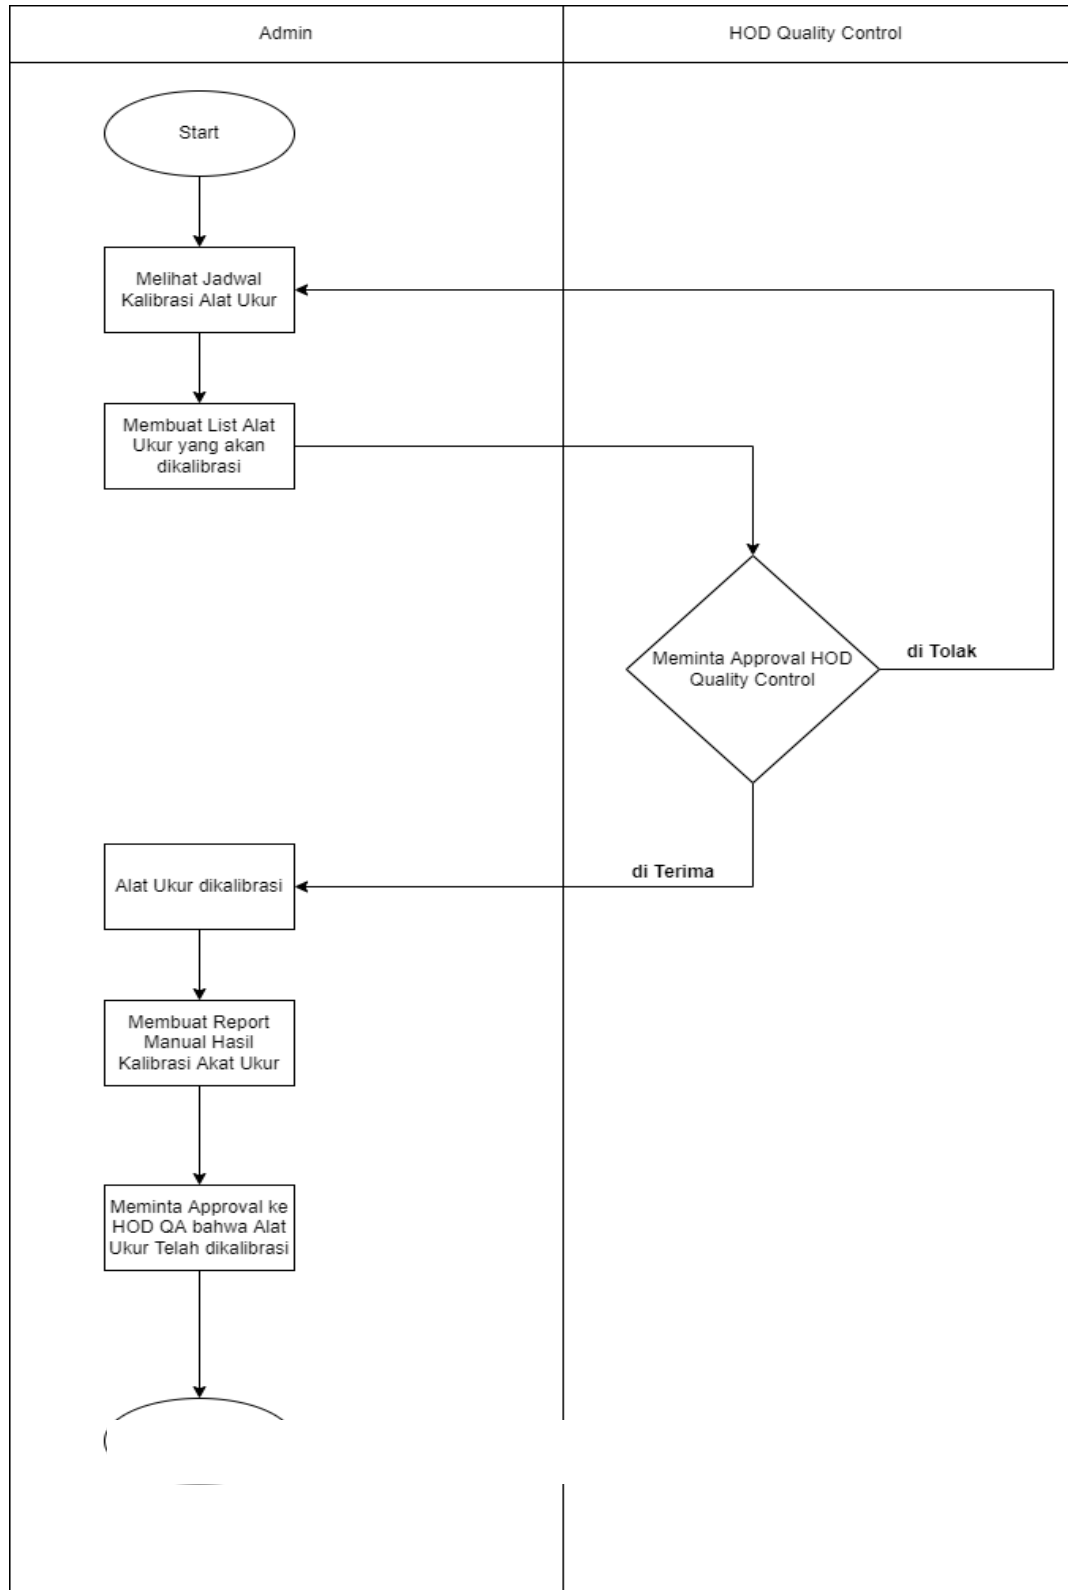 Admin
HOD Quality Control
Start
Melihat Jadwal
Kalibrasi Alat Ukur
Membuat List Alat
Ukur yang akan
dikalibrasi
Meminta Approval HOD
Quality Control
di Tolak
di Terima
Alat Ukur dikalibrasi
Membuat Report
Manual Hasil
Kalibrasi Akat Ukur
Meminta Approval ke
HOD QA bahwa Alat
Ukur Telah dikalibrasi